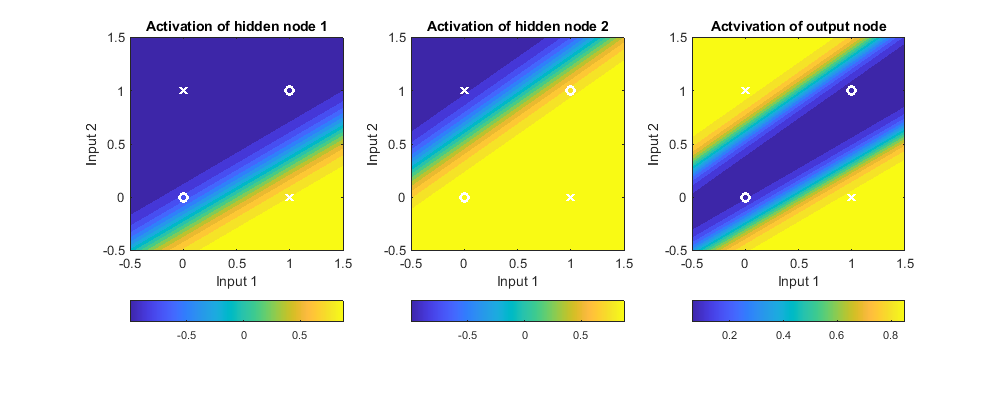 Activation of hidden node 1
1.5
1
0.5
0
-0.5
Input 2
-0.5 0 0.5 1 1.5
Input 1
-0.5 0 0.5
Activation of hidden node 2
1.5
1
0.5
0
-0.5
Input 2
-0.5 0 0.5 1 1.5
Input 1
-0.5 0 0.5
Actvivation of output node
1.5
1
0.5
0
-0.5
Input 2
-0.5 0 0.5 1 1.5
Input 1
0.2 0.4 0.6 0.8